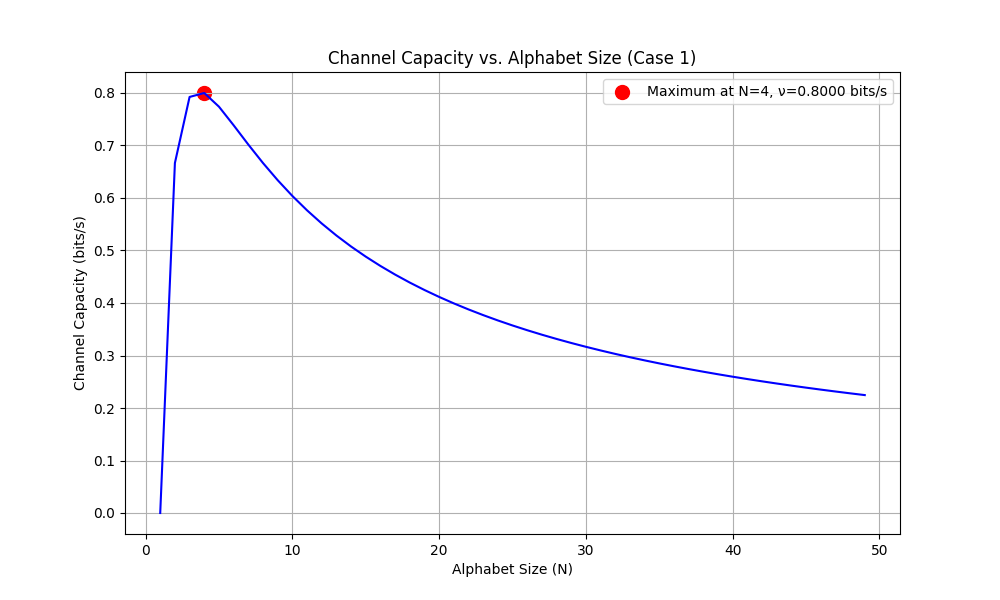 Channel Capacity vs. Alphabet Size (Case 1)
Maximum at N=4, ν=0.8000 bits/s
Channel Capacity (bits/s)
0.8
0.7
0.6
0.5
0.4
0.3
0.2
0.1
0.0
0 10 20 30 40 50
Alphabet Size (N)